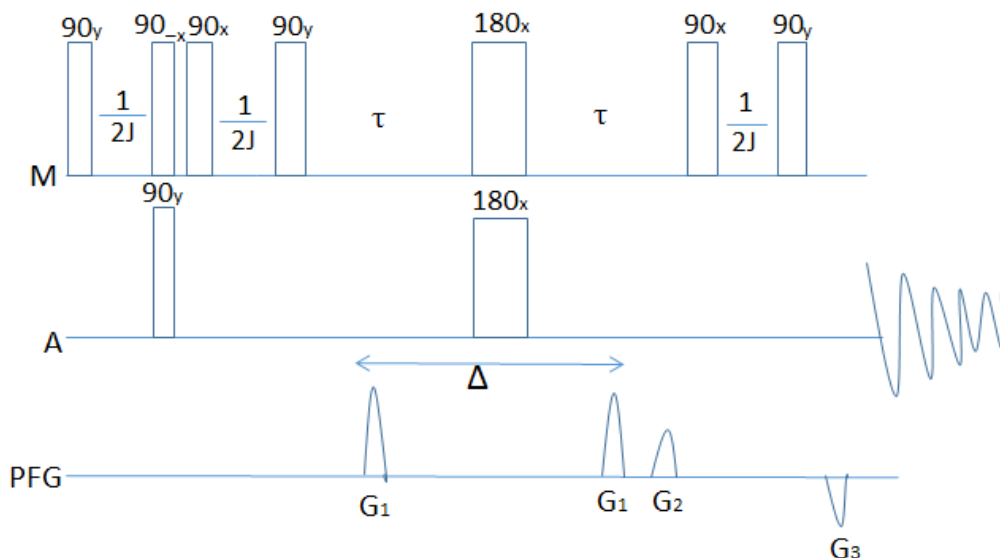 90y 90-x 90x 90y 180x 90x 90y
1/2J 1/2J τ τ 1/2J
M
90y 180x
A
Δ
PFG
G1 G1 G2
G3